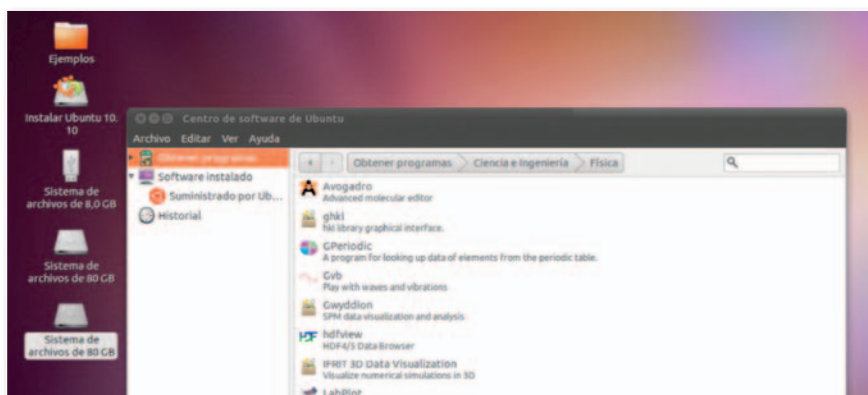 Ejemplos
Instalar Ubuntu 10.
10
Sistema de
archivos de 8,0 GB
Sistema de
archivos de 80 GB
Sistema de
archivos de 80 GB
Centro de software de Ubuntu
Archivo Editar Ver Ayuda
Obtener programas
Software instalado
Suministrado por Ub...
Historial
Obtener programas Ciencia e Ingeniería Física
Avogadro
Advanced molecular editor
ghkl
hkl library graphical interface.
GPeriodic
A program for looking up data of elements from the periodic table.
Gvb
Play with waves and vibrations
Gwyddion
SPM data visualization and analysis
HDF
hdfview
HDF4/5 Data Browser
IFRIT 3D Data Visualization
Visualize numerical simulations in 3D
LabPlot